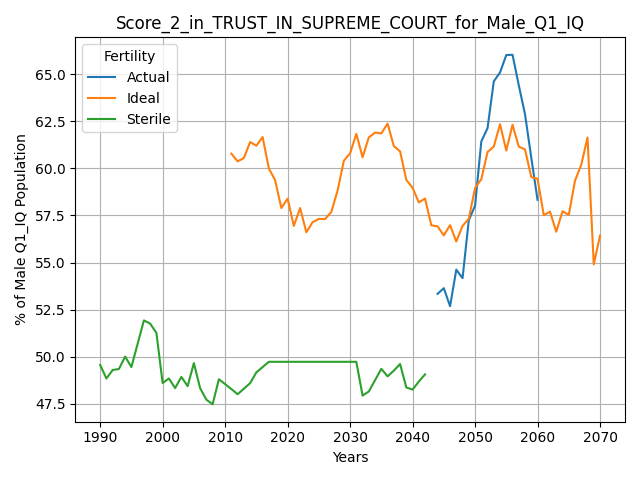 Score_2_in_TRUST_IN_SUPREME_COURT_for_Male_Q1_IQ
Fertility
Actual
Ideal
Sterile
% of Male Q1_IQ Population
65.0
62.5
60.0
57.5
55.0
52.5
50.0
47.5
1990 2000 2010 2020 2030 2040 2050 2060 2070
Years